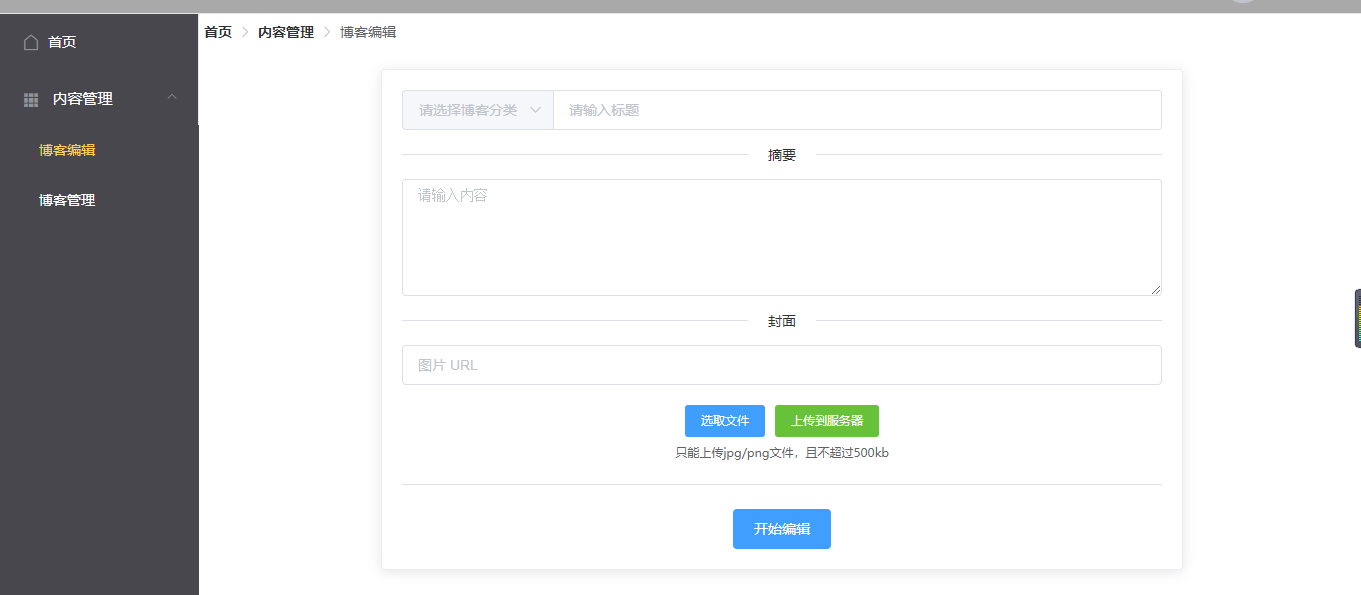 首页
内容管理
博客编辑
博客管理
首页 内容管理 博客编辑
请选择博客分类 请输入标题
摘要
请输入内容
封面
图片 URL
选取文件 上传到服务器
只能上传jpg/png文件，且不超过500kb
开始编辑